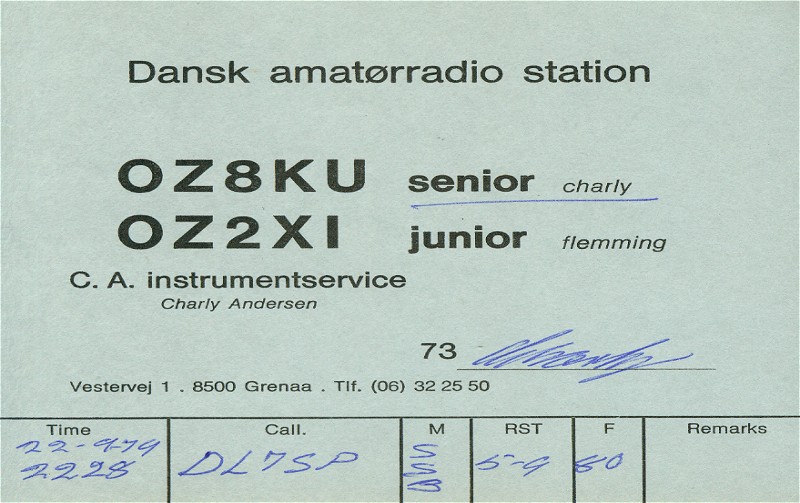 Dansk amatørradio station
OZ8KU senior charly
OZ2XI junior flemming
C. A. instrumentservice
Charly Andersen
73 Charly
Vestervej 1 . 8500 Grenaa . Tlf. (06) 32 25 50
Time Call. M RST F Remarks
22-9-79 DL7SP SSB 5-9 80
2228